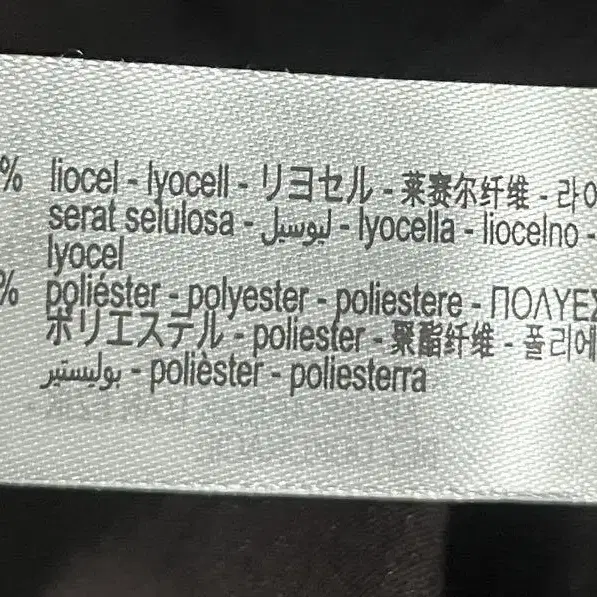 % liocel - lyocell - リヨセル - 莱赛尔纤维 - 라이
serat selulosa - ليوسيل - lyocella - liocelno -
lyocel
% poliéster - polyester - poliestere - ΠΟΛΥΕΣ
ポリエステル - poliester - 聚酯纤维 - 폴리에
بوليستير - polièster - poliesterra